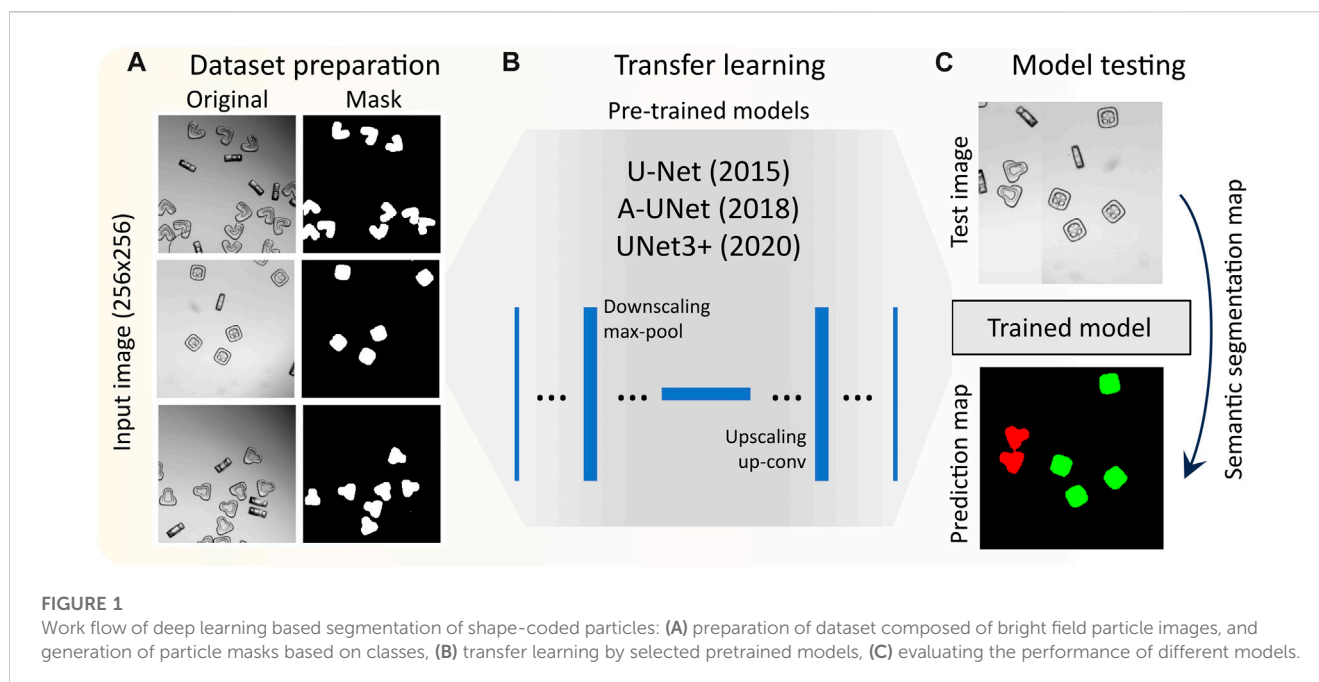 A Dataset preparation
Original Mask
Input image (256x256)
B Transfer learning
Pre-trained models
U-Net (2015)
A-UNet (2018)
UNet3+ (2020)
Downscaling
max-pool
Upscaling
up-conv
C Model testing
Test image
Trained model
Prediction map
Semantic segmentation map
FIGURE 1
Work flow of deep learning based segmentation of shape-coded particles: (A) preparation of dataset composed of bright field particle images, and
generation of particle masks based on classes, (B) transfer learning by selected pretrained models, (C) evaluating the performance of different models.